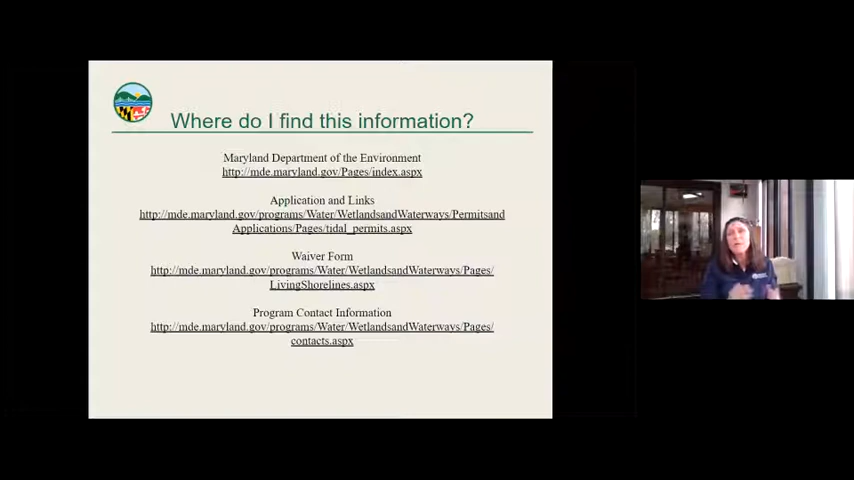 Where do I find this information?
Maryland Department of the Environment
http://mde.maryland.gov/Pages/index.aspx
Application and Links
http://mde.maryland.gov/programs/Water/WetlandsandWaterways/Permitsand
Applications/Pages/tidal_permits.aspx
Waiver Form
http://mde.maryland.gov/programs/Water/WetlandsandWaterways/Pages/
LivingShorelines.aspx
Program Contact Information
http://mde.maryland.gov/programs/Water/WetlandsandWaterways/Pages/
contacts.aspx